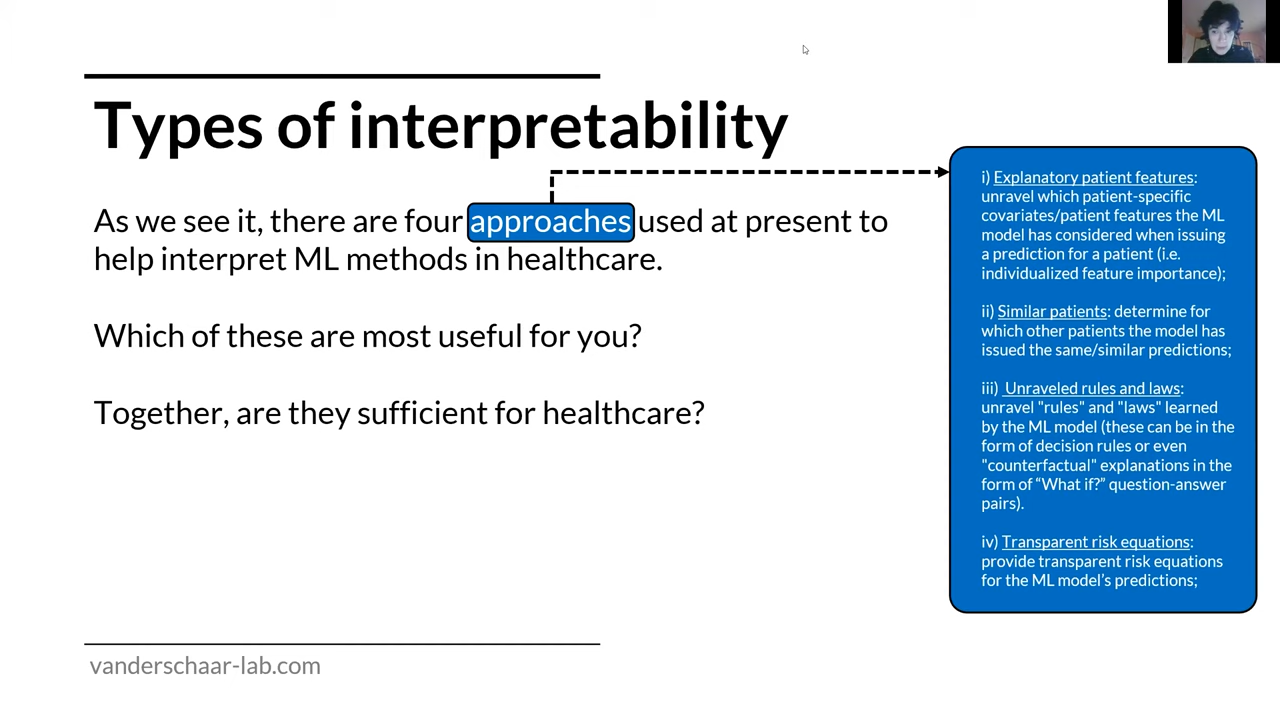 Types of interpretability
As we see it, there are four approaches used at present to
help interpret ML methods in healthcare.
Which of these are most useful for you?
Together, are they sufficient for healthcare?
i) Explanatory patient features:
unravel which patient-specific
covariates/patient features the ML
model has considered when issuing
a prediction for a patient (i.e.
individualized feature importance);
ii) Similar patients: determine for
which other patients the model has
issued the same/similar predictions;
iii) Unraveled rules and laws:
unravel "rules" and "laws" learned
by the ML model (these can be in the
form of decision rules or even
"counterfactual" explanations in the
form of “What if?” question-answer
pairs).
iv) Transparent risk equations:
provide transparent risk equations
for the ML model’s predictions;
vanderschaar-lab.com